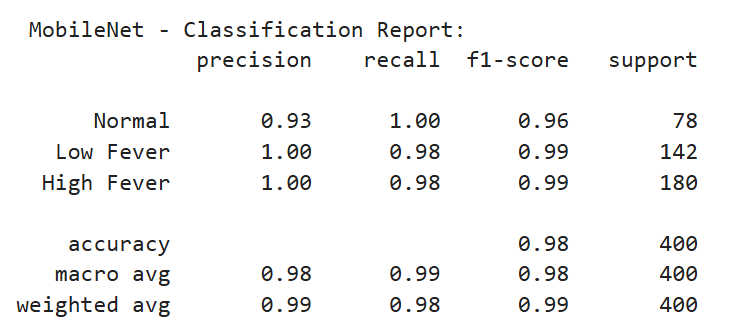 MobileNet - Classification Report:
precision recall f1-score support
Normal 0.93 1.00 0.96 78
Low Fever 1.00 0.98 0.99 142
High Fever 1.00 0.98 0.99 180
accuracy 0.98 400
macro avg 0.98 0.99 0.98 400
weighted avg 0.99 0.98 0.99 400